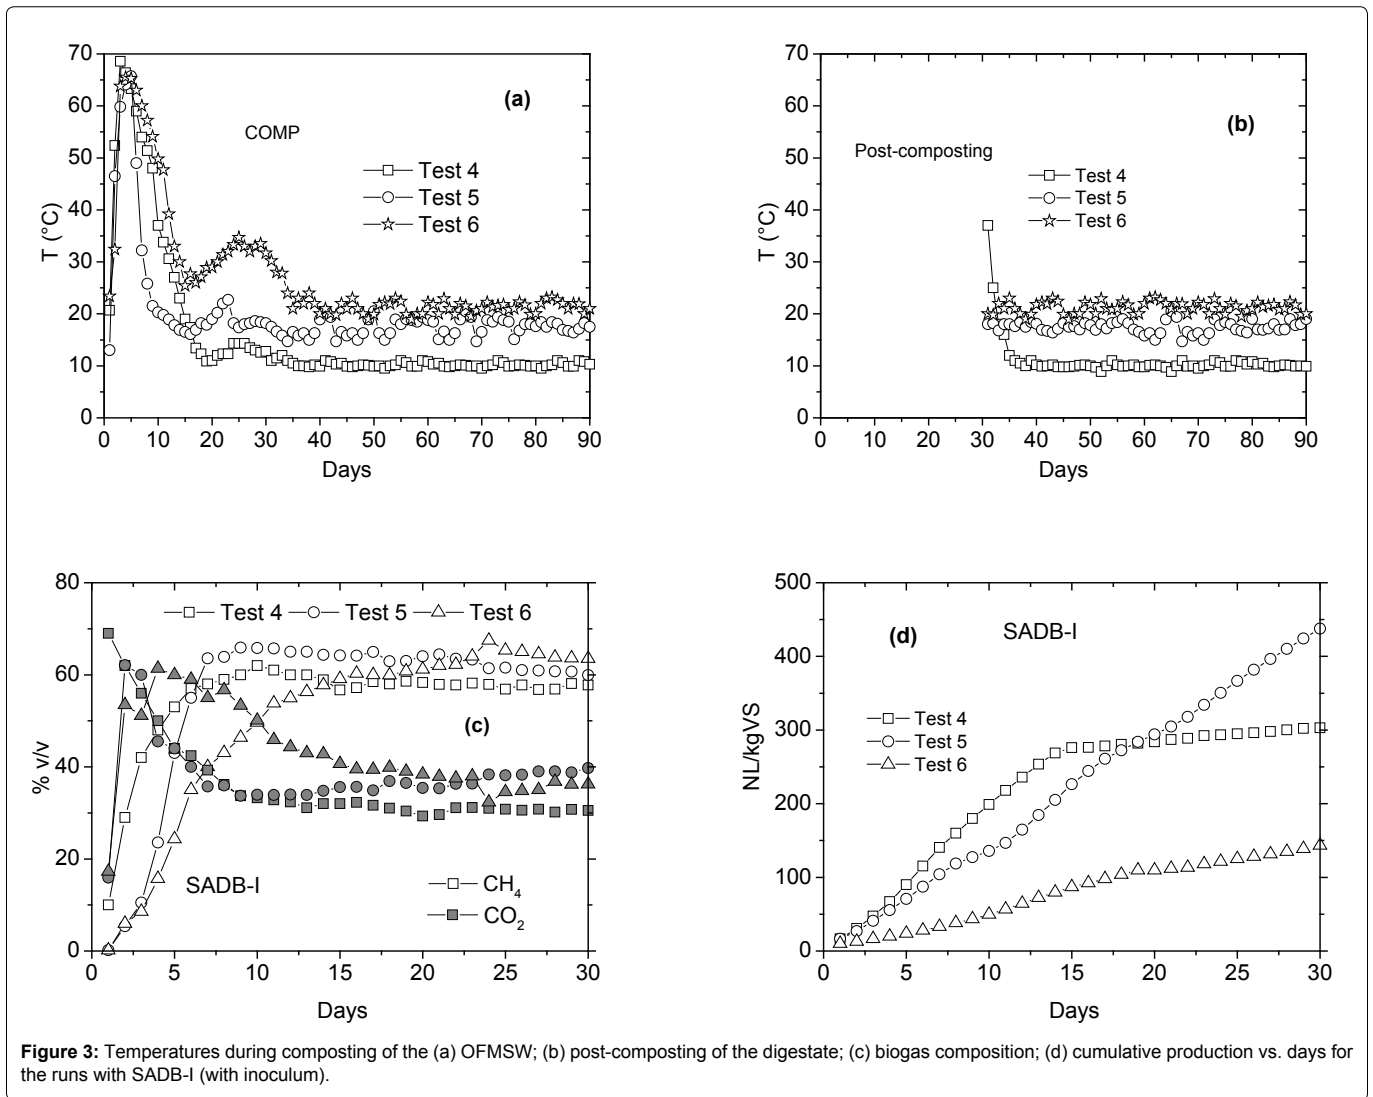 70
60
50
40
30
20
10
0
T (°C)
(a)
COMP
Test 4
Test 5
Test 6
0 10 20 30 40 50 60 70 80 90
Days
70
60
50
40
30
20
10
0
T (°C)
(b)
Post-composting
Test 4
Test 5
Test 6
0 10 20 30 40 50 60 70 80 90
Days
80
60
40
20
0
% v/v
Test 4 Test 5 Test 6
(c)
SADB-I
CH4
CO2
0 5 10 15 20 25 30
Days
500
400
300
200
100
0
NL/kgVS
(d)
SADB-I
Test 4
Test 5
Test 6
0 5 10 15 20 25 30
Days
Figure 3: Temperatures during composting of the (a) OFMSW; (b) post-composting of the digestate; (c) biogas composition; (d) cumulative production vs. days for
the runs with SADB-I (with inoculum).